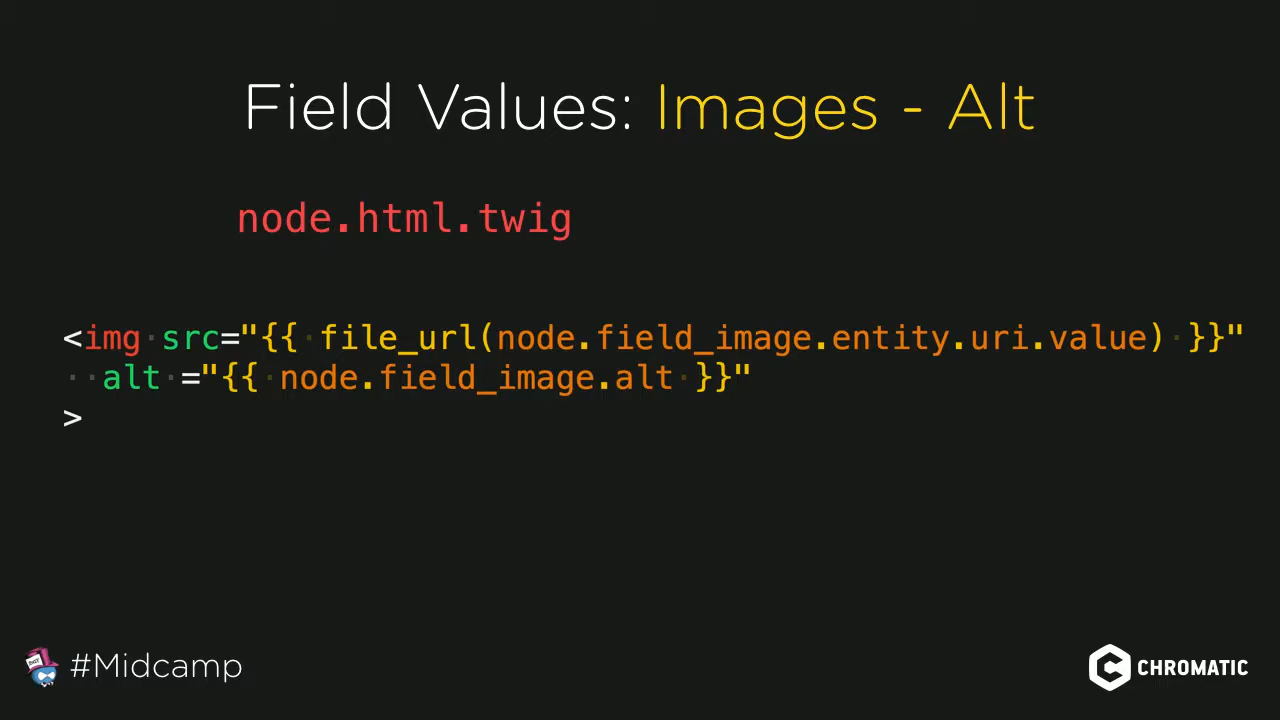 Field Values: Images - Alt
node.html.twig
<img src="{{ file_url(node.field_image.entity.uri.value) }}"
  alt ="{{ node.field_image.alt }}"
>
#Midcamp
CHROMATIC